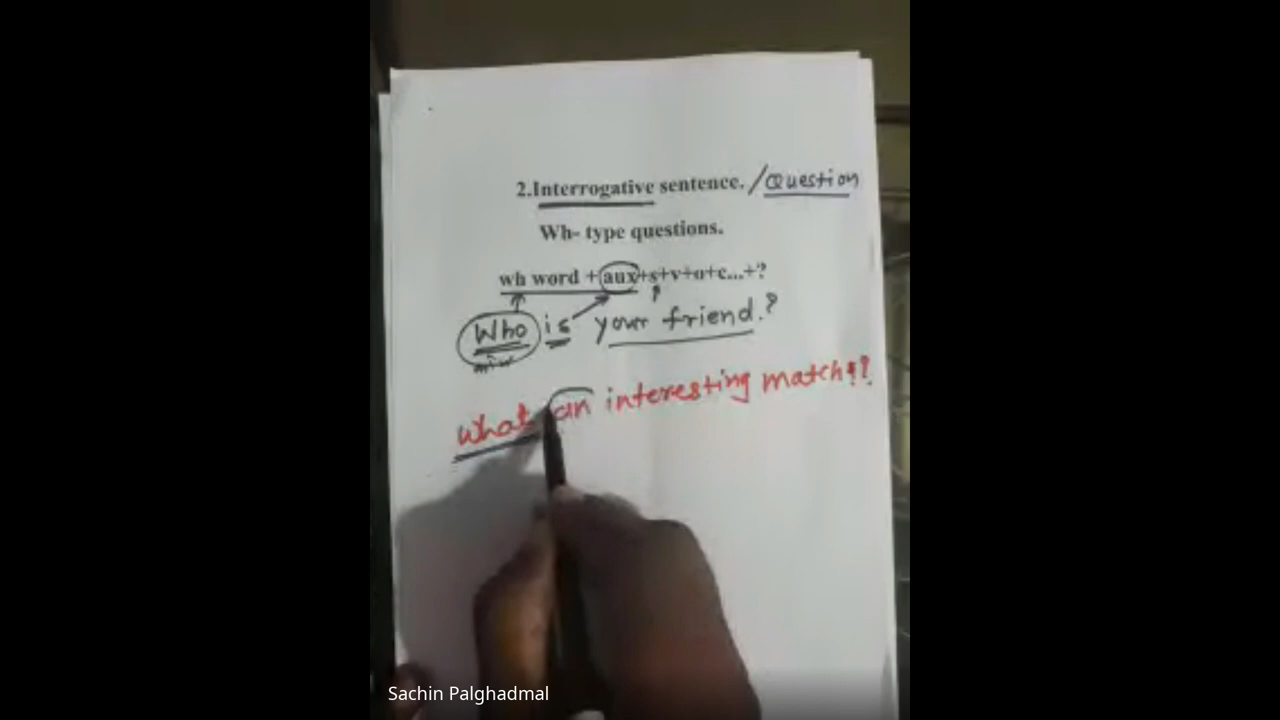 2.Interrogative sentence. /Question
Wh- type questions.
wh word +aux+s+v+o+c...+?
Who is your friend.?
What an interesting match!?
Sachin Palghadmal